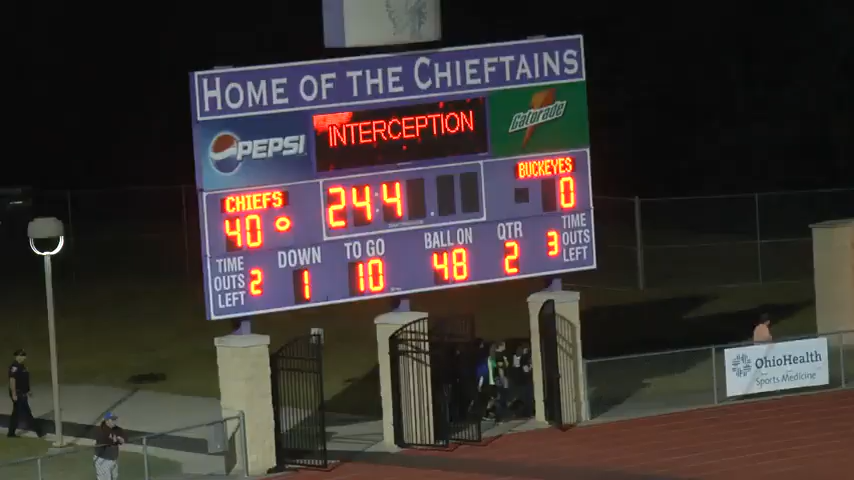 HOME OF THE CHIEFTAINS
PEPSI
INTERCEPTION
GATORADE
CHIEFS
40
24:4
BUCKEYES
0
TIME OUTS LEFT 2
DOWN 1
TO GO 10
BALL ON 48
QTR 2
3 TIME OUTS LEFT
OhioHealth
Sports Medicine